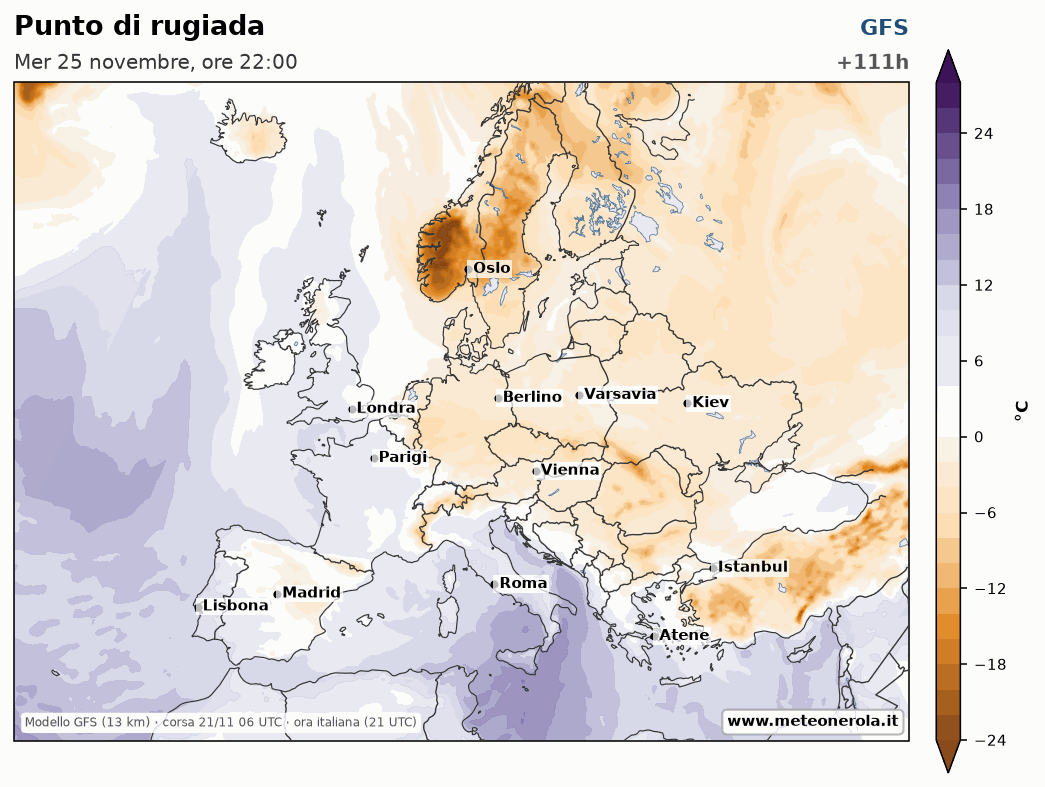 Punto di rugiada
GFS
Mer 25 novembre, ore 22:00
+111h
24
18
12
6
0
−6
−12
−18
−24
°C
Oslo
Berlino
Varsavia
Kiev
Londra
Parigi
Vienna
Istanbul
Roma
Madrid
Lisbona
Atene
Modello GFS (13 km) · corsa 21/11 06 UTC · ora italiana (21 UTC)
www.meteonerola.it